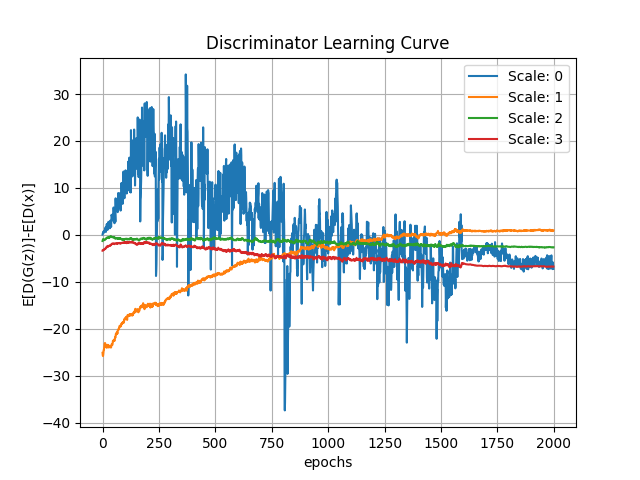 Discriminator Learning Curve
Scale: 0
Scale: 1
Scale: 2
Scale: 3
E[D(G(z))]-E[D(x)]
30
20
10
0
−10
−20
−30
−40
0 250 500 750 1000 1250 1500 1750 2000
epochs